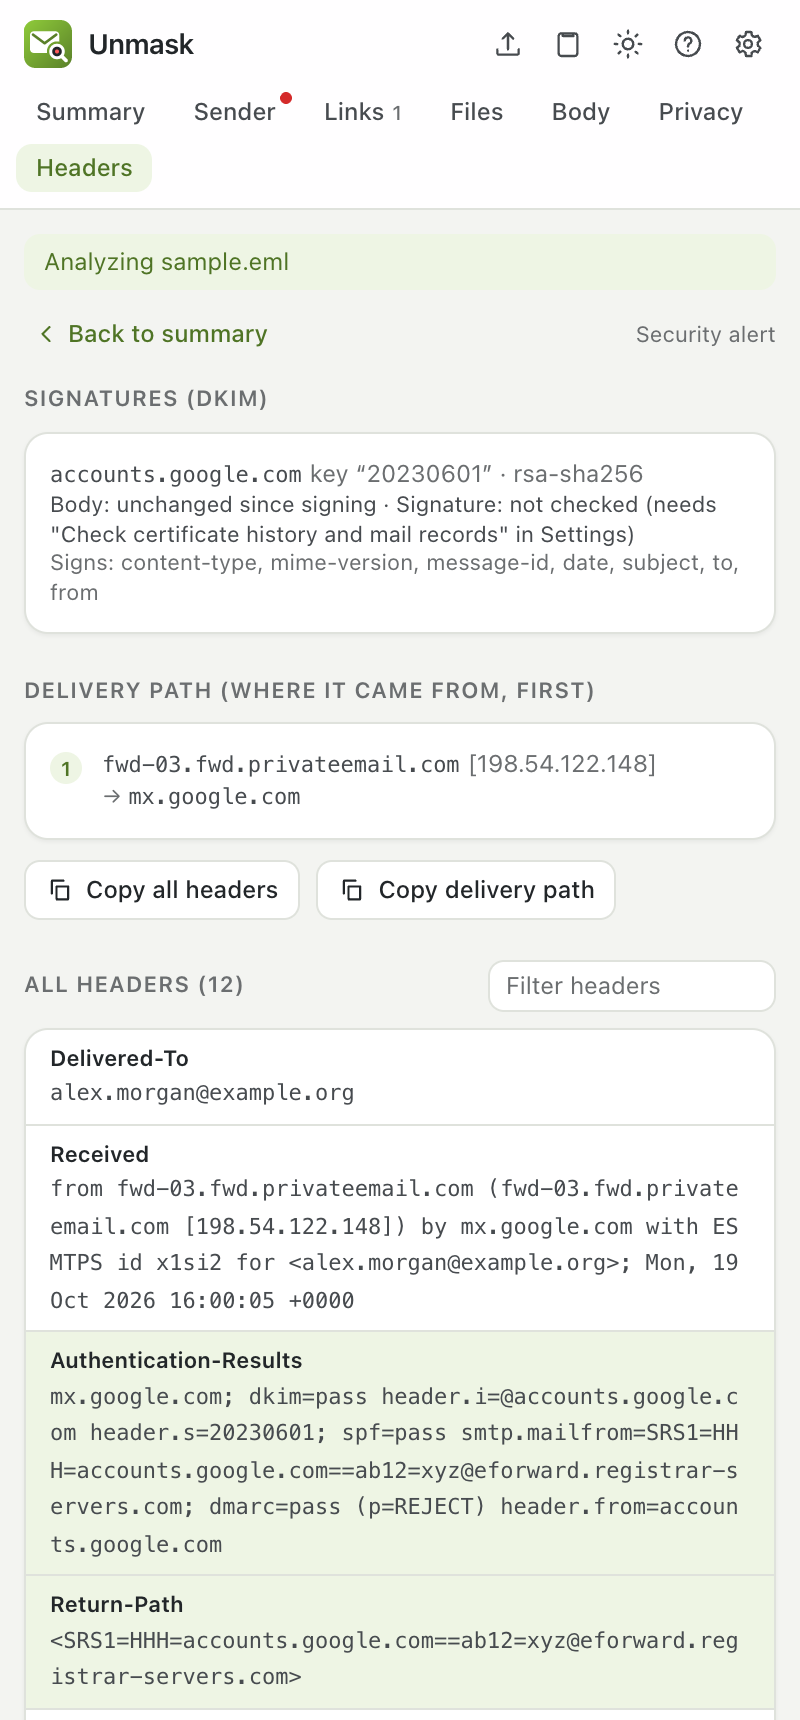 Unmask
Summary
Sender
Links 1
Files
Body
Privacy
Headers
Analyzing sample.eml
Back to summary
Security alert
SIGNATURES (DKIM)
accounts.google.com key “20230601” · rsa-sha256
Body: unchanged since signing · Signature: not checked (needs
"Check certificate history and mail records" in Settings)
Signs: content-type, mime-version, message-id, date, subject, to,
from
DELIVERY PATH (WHERE IT CAME FROM, FIRST)
1
fwd-03.fwd.privateemail.com [198.54.122.148]
→ mx.google.com
Copy all headers
Copy delivery path
ALL HEADERS (12)
Filter headers
Delivered-To
alex.morgan@example.org
Received
from fwd-03.fwd.privateemail.com (fwd-03.fwd.private
email.com [198.54.122.148]) by mx.google.com with ES
MTPS id x1si2 for <alex.morgan@example.org>; Mon, 19
Oct 2026 16:00:05 +0000
Authentication-Results
mx.google.com; dkim=pass header.i=@accounts.google.c
om header.s=20230601; spf=pass smtp.mailfrom=SRS1=HH
H=accounts.google.com==ab12=xyz@eforward.registrar-s
ervers.com; dmarc=pass (p=REJECT) header.from=accoun
ts.google.com
Return-Path
<SRS1=HHH=accounts.google.com==ab12=xyz@eforward.reg
istrar-servers.com>